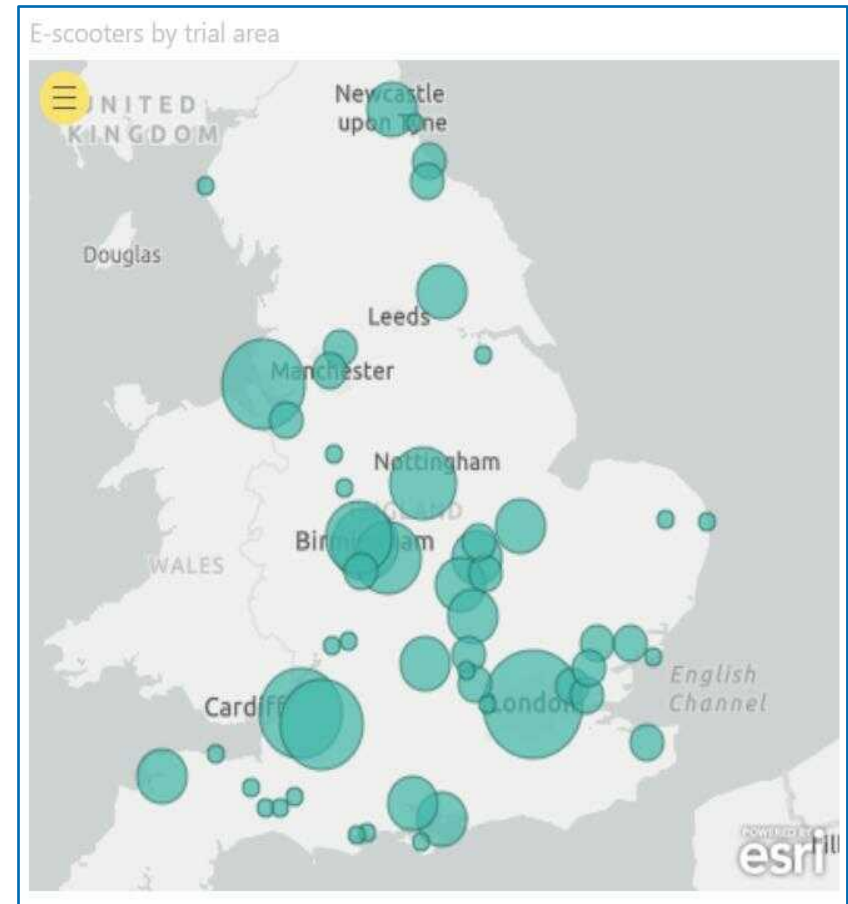 E-scooters by trial area
UNITED
KINGDOM
Newcastle
upon Tyne
Douglas
Leeds
Manchester
Nottingham
ENGLAND
Birmingham
WALES
English
Channel
Cardiff
London
POWERED BY
esri